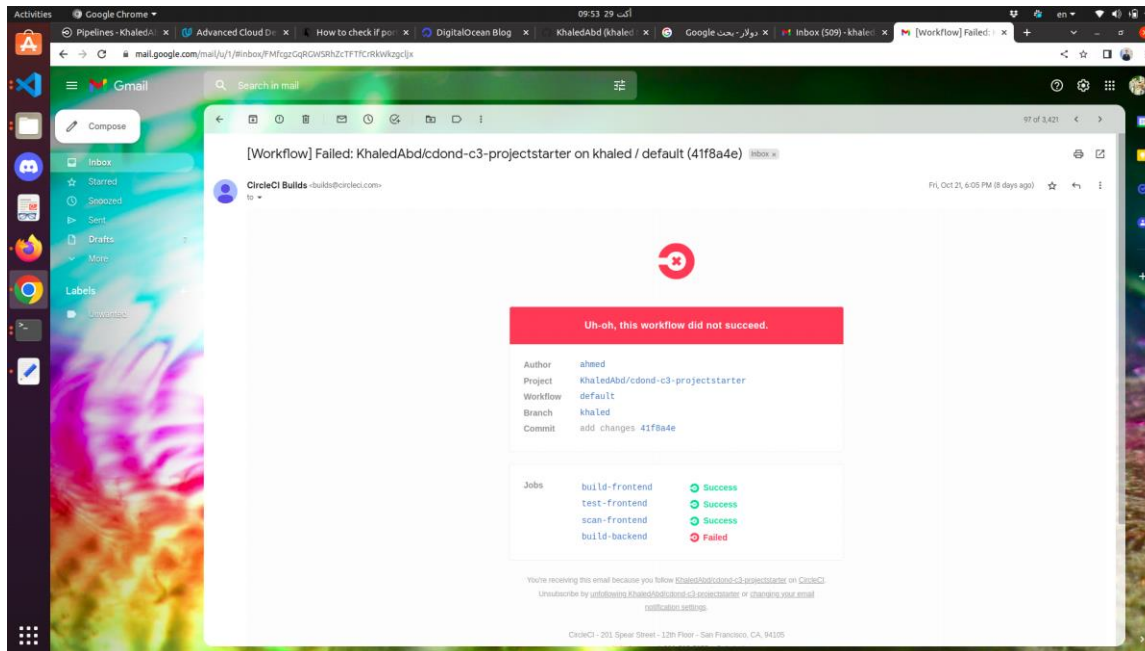 Activities Google Chrome ▾ 09:53 29 أكت en ▾
Pipelines - KhaledA × Advanced Cloud De × How to check if por × DigitalOcean Blog × KhaledAbd (khaled × دولار - بحث Google × Inbox (509) - khaled × [Workflow] Failed: ×
mail.google.com/mail/u/1/#inbox/FMfcgzGqRGWSRhZcTFTfCrRkWkzgcljx
Gmail
Search in mail
Compose
97 of 3,421
[Workflow] Failed: KhaledAbd/cdond-c3-projectstarter on khaled / default (41f8a4e) Inbox ×
Inbox
Starred
Snoozed
Sent
Drafts
More
Labels
Unwanted
CircleCI Builds <builds@circleci.com> Fri, Oct 21, 6:05 PM (8 days ago)
to ▾
Uh-oh, this workflow did not succeed.
Author ahmed
Project KhaledAbd/cdond-c3-projectstarter
Workflow default
Branch khaled
Commit add changes 41f8a4e
Jobs build-frontend Success
test-frontend Success
scan-frontend Success
build-backend Failed
You're receiving this email because you follow KhaledAbd/cdond-c3-projectstarter on CircleCI.
Unsubscribe by unfollowing KhaledAbd/cdond-c3-projectstarter or changing your email
notification settings.
CircleCI - 201 Spear Street - 12th Floor - San Francisco, CA, 94105